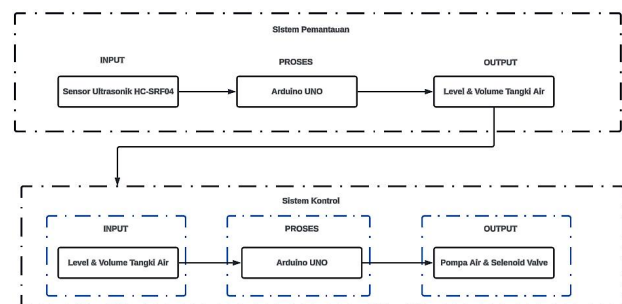 Sistem Pemantauan
INPUT
PROSES
OUTPUT
Sensor Ultrasonik HC-SRF04
Arduino UNO
Level & Volume Tangki Air
Sistem Kontrol
INPUT
PROSES
OUTPUT
Level & Volume Tangki Air
Arduino UNO
Pompa Air & Selenoid Valve